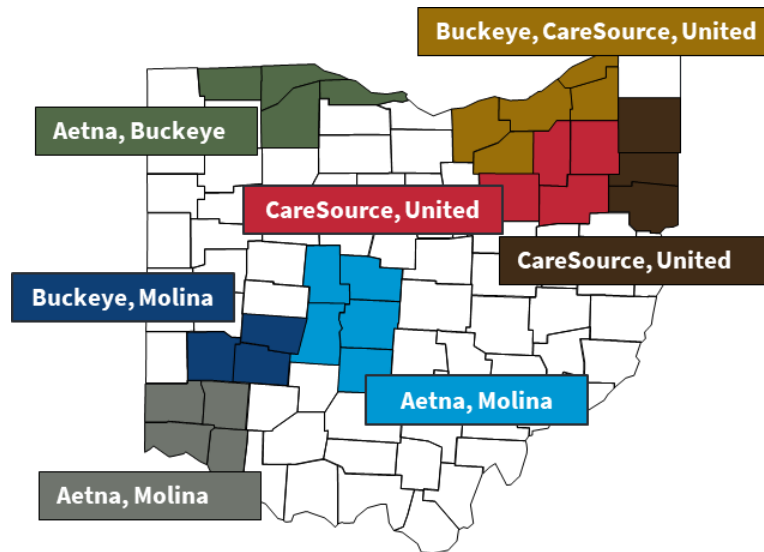 Buckeye, CareSource, United
Aetna, Buckeye
CareSource, United
CareSource, United
Buckeye, Molina
Aetna, Molina
Aetna, Molina